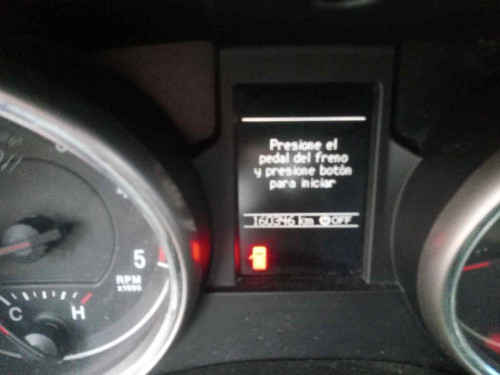 Presione el
pedal del freno
y presione botón
para iniciar
160346 km OFF
5
RPM
x1000
C H